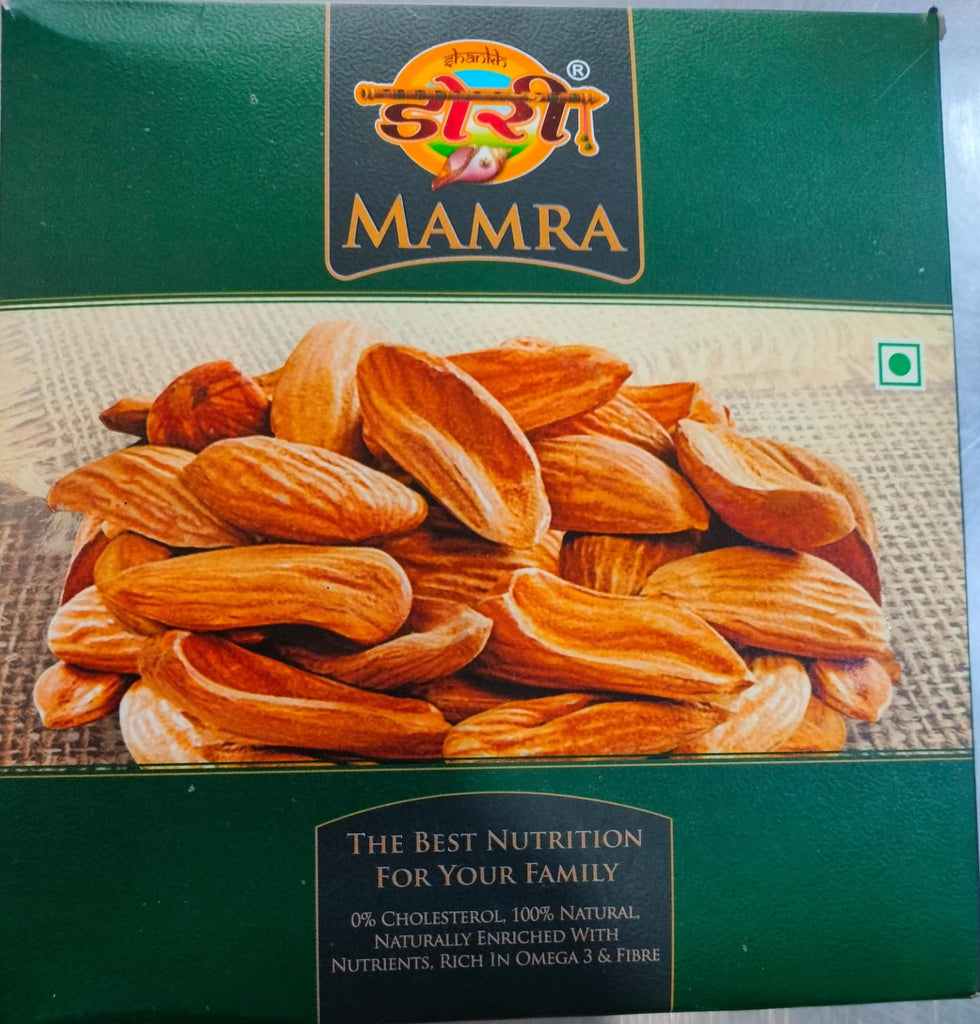 shankh
डोरी
®
MAMRA
THE BEST NUTRITION
FOR YOUR FAMILY
0% CHOLESTEROL, 100% NATURAL,
NATURALLY ENRICHED WITH
NUTRIENTS, RICH IN OMEGA 3 & FIBRE